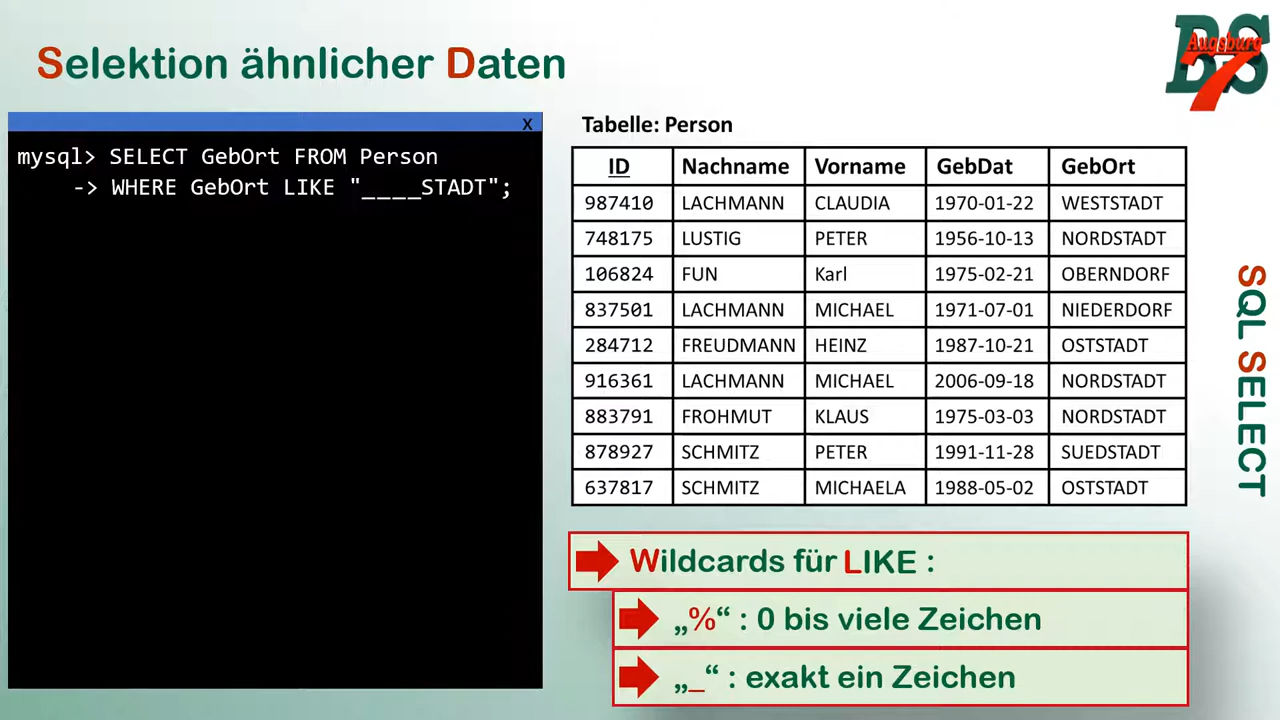 Selektion ähnlicher Daten
BS
Augsburg
7
X
mysql> SELECT GebOrt FROM Person
-> WHERE GebOrt LIKE "____STADT";
Tabelle: Person
ID Nachname Vorname GebDat GebOrt
987410 LACHMANN CLAUDIA 1970-01-22 WESTSTADT
748175 LUSTIG PETER 1956-10-13 NORDSTADT
106824 FUN Karl 1975-02-21 OBERNDORF
837501 LACHMANN MICHAEL 1971-07-01 NIEDERDORF
284712 FREUDMANN HEINZ 1987-10-21 OSTSTADT
916361 LACHMANN MICHAEL 2006-09-18 NORDSTADT
883791 FROHMUT KLAUS 1975-03-03 NORDSTADT
878927 SCHMITZ PETER 1991-11-28 SUEDSTADT
637817 SCHMITZ MICHAELA 1988-05-02 OSTSTADT
SQL SELECT
Wildcards für LIKE :
„%“ : 0 bis viele Zeichen
„_“ : exakt ein Zeichen